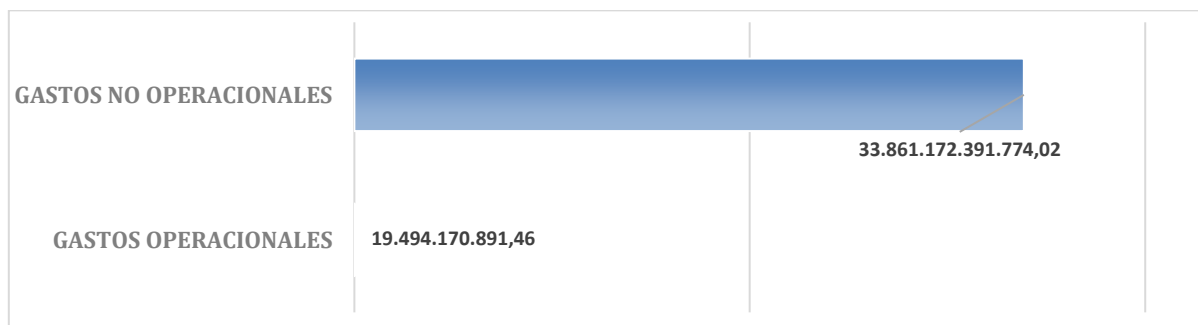 GASTOS NO OPERACIONALES
33.861.172.391.774,02
GASTOS OPERACIONALES
19.494.170.891,46